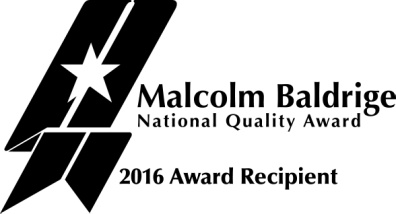 Malcolm Baldrige
National Quality Award
2016 Award Recipient